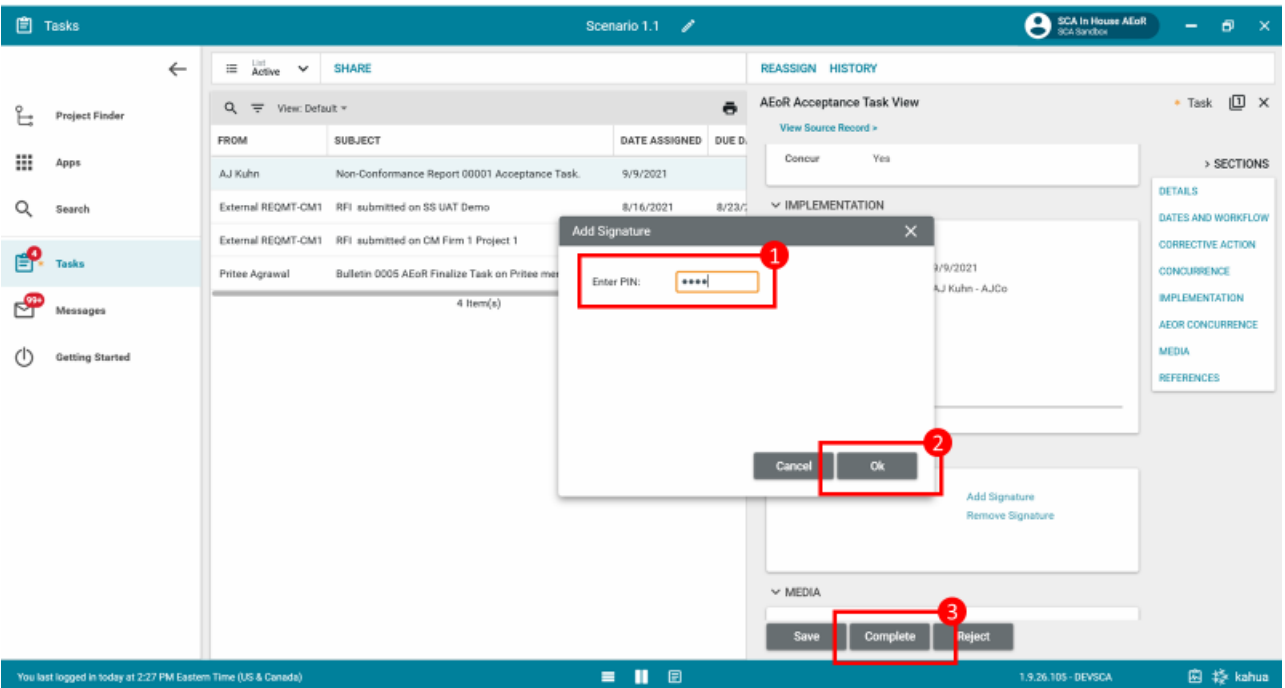 Tasks
Scenario 1.1
SCA In House AEoR
SCA Sandbox
List
Active
SHARE
REASSIGN HISTORY
Project Finder
Apps
Search
4
Tasks
99+
Messages
Getting Started
View: Default
FROM SUBJECT DATE ASSIGNED DUE D
AJ Kuhn Non-Conformance Report 00001 Acceptance Task. 9/9/2021
External REQMT-CM1 RFI submitted on SS UAT Demo 8/16/2021 8/23/
External REQMT-CM1 RFI submitted on CM Firm 1 Project 1
Pritee Agrawal Bulletin 0005 AEoR Finalize Task on Pritee mer
4 Item(s)
AEoR Acceptance Task View
Task 1
View Source Record »
Concur Yes
IMPLEMENTATION
9/9/2021
AJ Kuhn - AJCo
Add Signature
1
Enter PIN: ••••
2
Cancel Ok
Add Signature
Remove Signature
MEDIA
3
Save Complete Reject
> SECTIONS
DETAILS
DATES AND WORKFLOW
CORRECTIVE ACTION
CONCURRENCE
IMPLEMENTATION
AEOR CONCURRENCE
MEDIA
REFERENCES
You last logged in today at 2:27 PM Eastern Time (US & Canada)
1.9.26.105 - DEVSCA
kahua